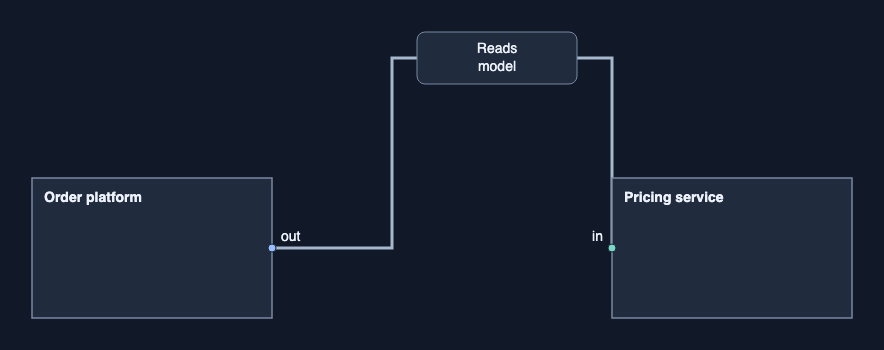 Reads
model
Order platform
Pricing service
out
in